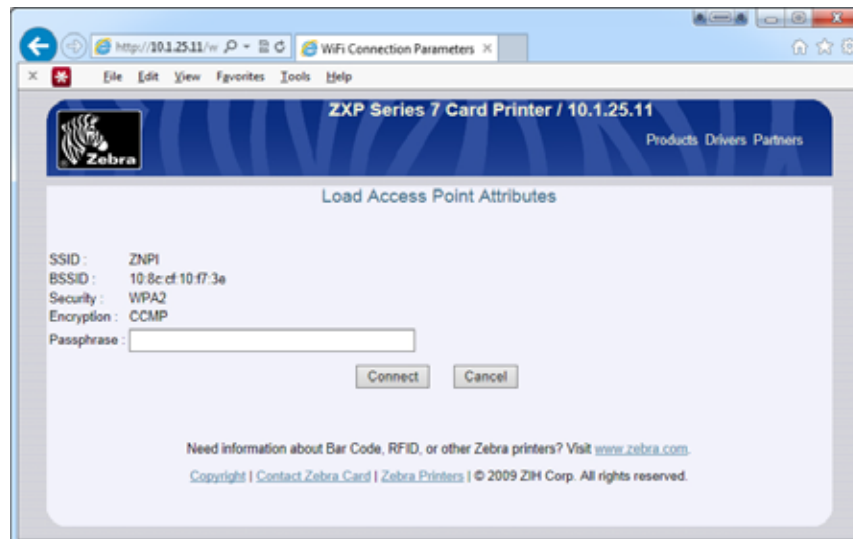 http://10.1.25.11/w
WiFi Connection Parameters
File Edit View Favorites Tools Help
ZXP Series 7 Card Printer / 10.1.25.11
Zebra
Products Drivers Partners
Load Access Point Attributes
SSID : ZNPI
BSSID : 10:8c:cf:10:f7:3e
Security : WPA2
Encryption : CCMP
Passphrase :
Connect Cancel
Need information about Bar Code, RFID, or other Zebra printers? Visit www.zebra.com.
Copyright | Contact Zebra Card | Zebra Printers | © 2009 ZIH Corp. All rights reserved.